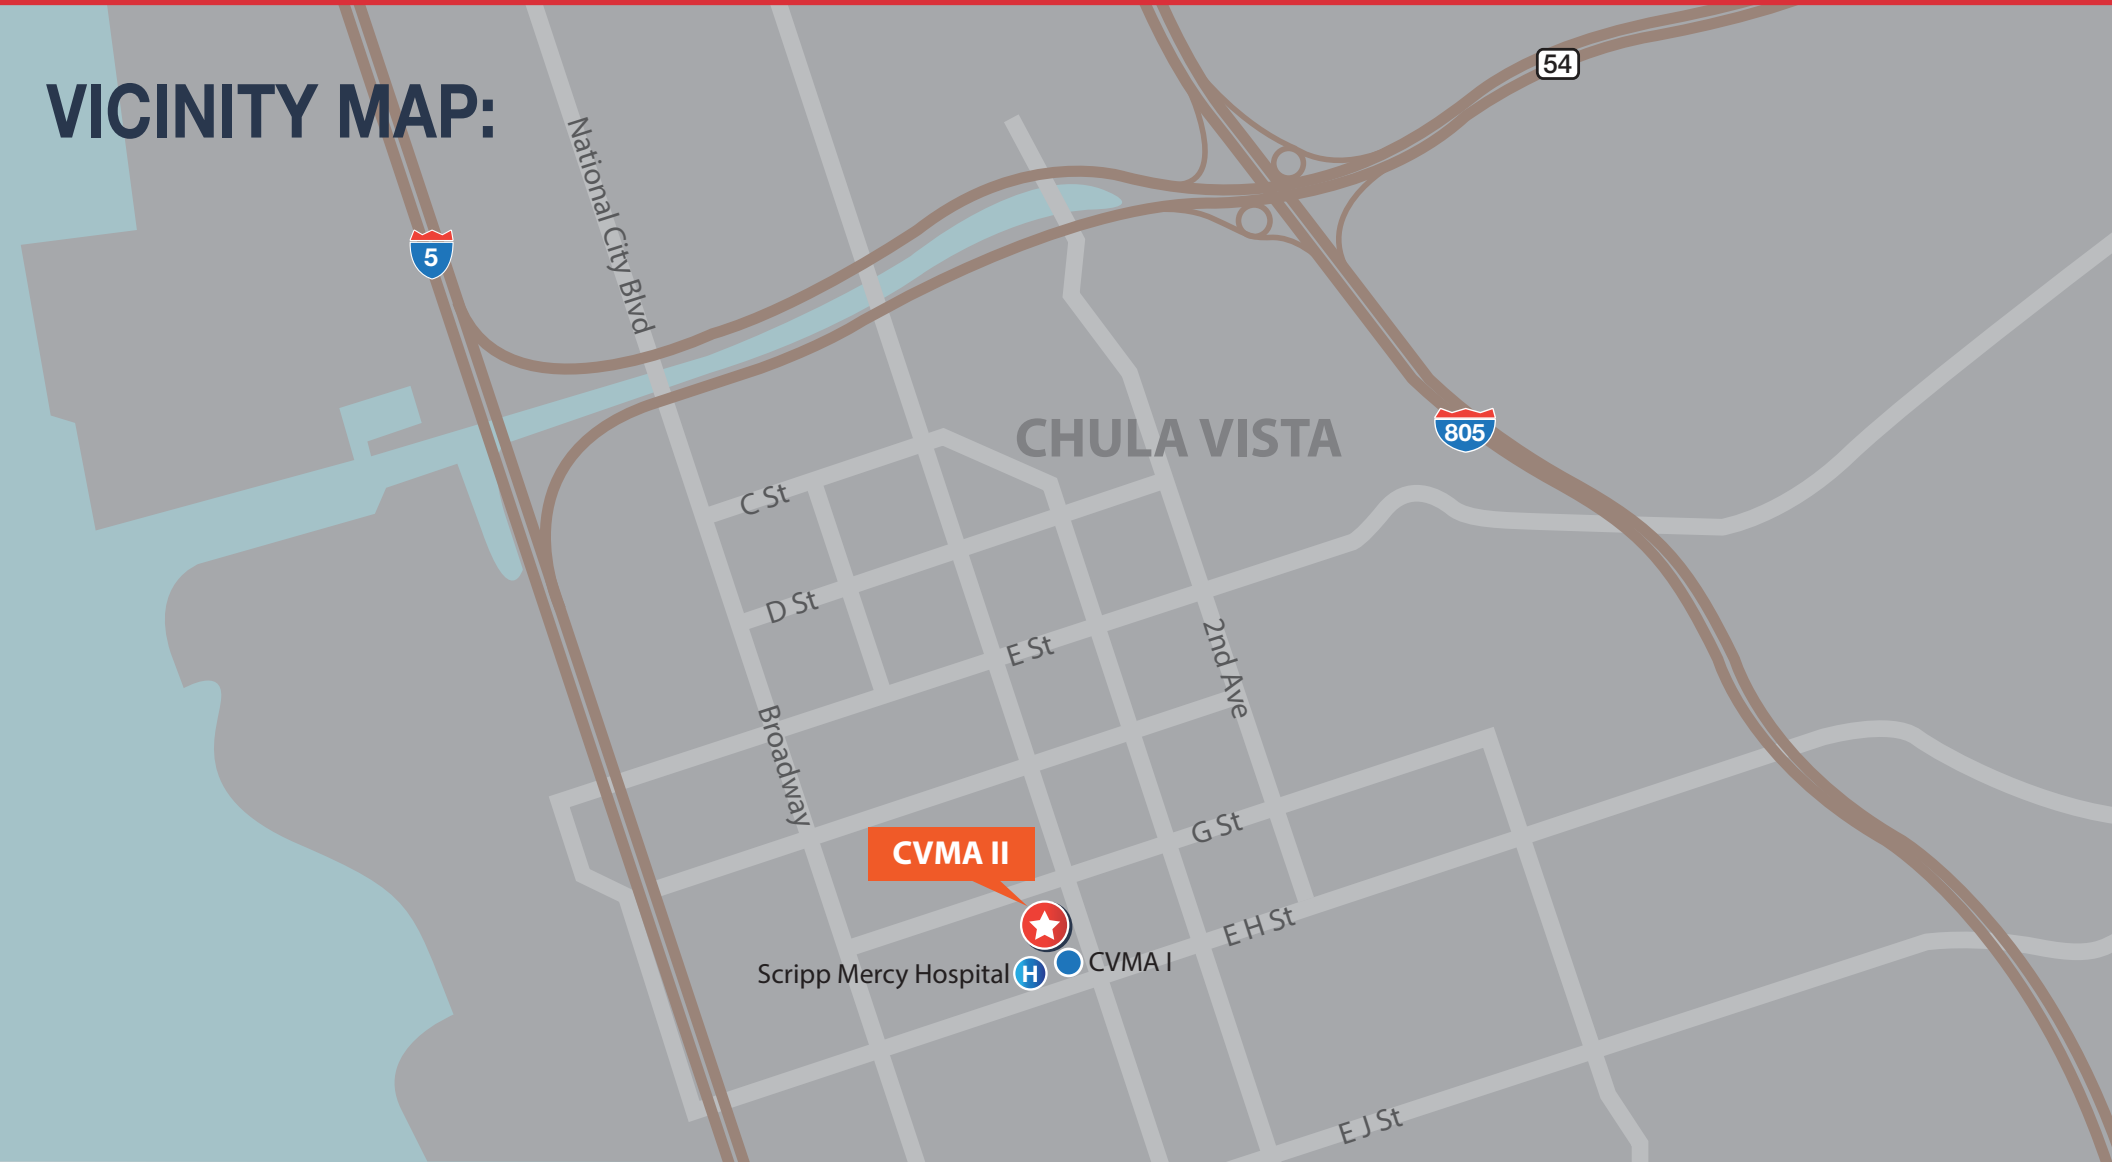 54
VICINITY MAP:
National City Blvd
5
CHULA VISTA
805
C St
D St
E St
2nd Ave
Broadway
G St
CVMA II
E H St
CVMA I
Scripp Mercy Hospital
H
E J St